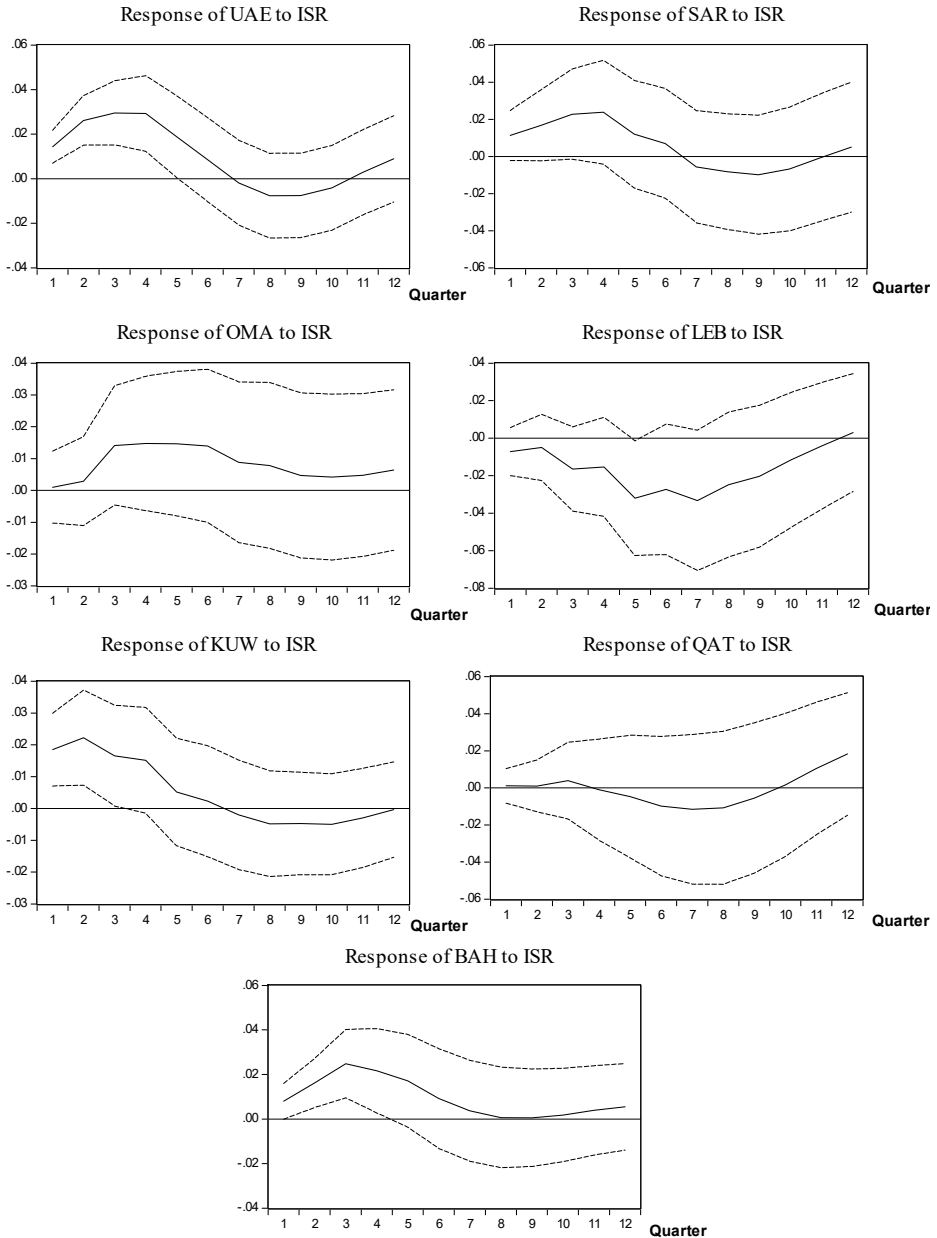 Response of UAE to ISR
.06
.04
.02
.00
-.02
-.04
1 2 3 4 5 6 7 8 9 10 11 12
Quarter
Response of SAR to ISR
.06
.04
.02
.00
-.02
-.04
-.06
1 2 3 4 5 6 7 8 9 10 11 12
Quarter
Response of OMA to ISR
.04
.03
.02
.01
.00
-.01
-.02
-.03
1 2 3 4 5 6 7 8 9 10 11 12
Quarter
Response of LEB to ISR
.04
.02
.00
-.02
-.04
-.06
-.08
1 2 3 4 5 6 7 8 9 10 11 12
Quarter
Response of KUW to ISR
.04
.03
.02
.01
.00
-.01
-.02
-.03
1 2 3 4 5 6 7 8 9 10 11 12
Quarter
Response of QAT to ISR
.06
.04
.02
.00
-.02
-.04
-.06
1 2 3 4 5 6 7 8 9 10 11 12
Quarter
Response of BAH to ISR
.06
.04
.02
.00
-.02
-.04
1 2 3 4 5 6 7 8 9 10 11 12
Quarter